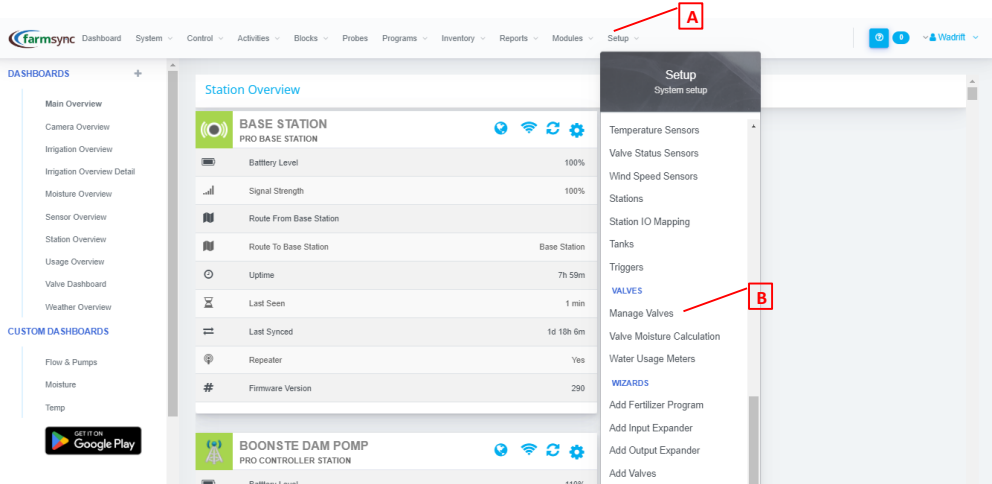 A
farmsync Dashboard System Control Activities Blocks Probes Programs Inventory Reports Modules Setup 0 Wadrift
DASHBOARDS +
Main Overview
Camera Overview
Irrigation Overview
Irrigation Overview Detail
Moisture Overview
Sensor Overview
Station Overview
Usage Overview
Valve Dashboard
Weather Overview
CUSTOM DASHBOARDS
Flow & Pumps
Moisture
Temp
GET IT ON
Google Play
Station Overview
BASE STATION
PRO BASE STATION
Batttery Level 100%
Signal Strength 100%
Route From Base Station
Route To Base Station Base Station
Uptime 7h 59m
Last Seen 1 min
Last Synced 1d 18h 6m
Repeater Yes
# Firmware Version 290
BOONSTE DAM POMP
PRO CONTROLLER STATION
Batttery Level 110%
Setup
System setup
Temperature Sensors
Valve Status Sensors
Wind Speed Sensors
Stations
Station IO Mapping
Tanks
Triggers
VALVES
B
Manage Valves
Valve Moisture Calculation
Water Usage Meters
WIZARDS
Add Fertilizer Program
Add Input Expander
Add Output Expander
Add Valves